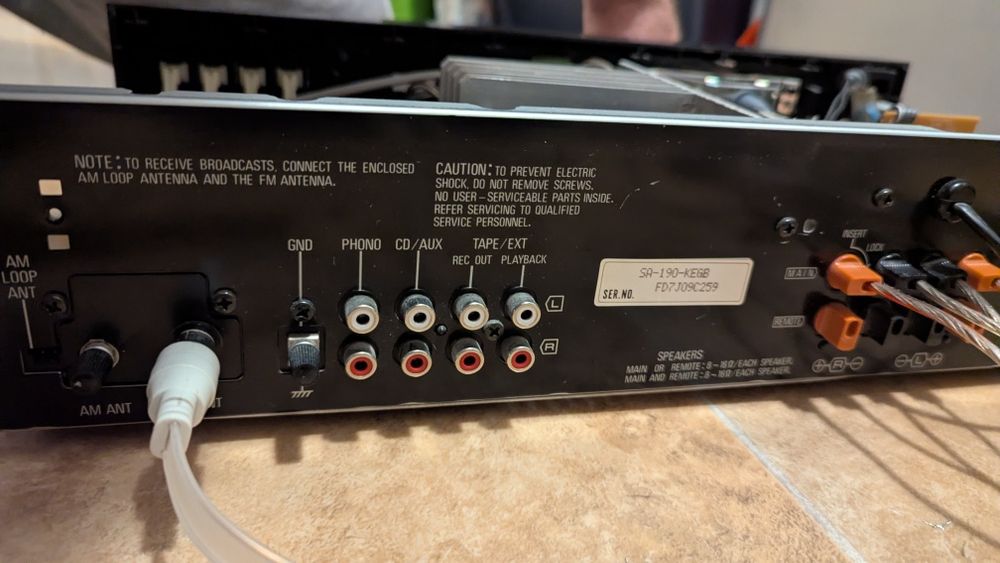 NOTE: TO RECEIVE BROADCASTS, CONNECT THE ENCLOSED
AM LOOP ANTENNA AND THE FM ANTENNA.
CAUTION: TO PREVENT ELECTRIC
SHOCK, DO NOT REMOVE SCREWS.
NO USER-SERVICEABLE PARTS INSIDE.
REFER SERVICING TO QUALIFIED
SERVICE PERSONNEL.
AM
LOOP
ANT
GND
PHONO
CD/AUX
TAPE/EXT
REC OUT PLAYBACK
L
R
AM ANT
SA-190-KEGB
SER.NO. FD7J09C259
INSERT
LOCK
MAIN
REMOTE
SPEAKERS
MAIN OR REMOTE: 8~16Ω/EACH SPEAKER.
MAIN AND REMOTE: 8~16Ω/EACH SPEAKER.
+ R −
− L +